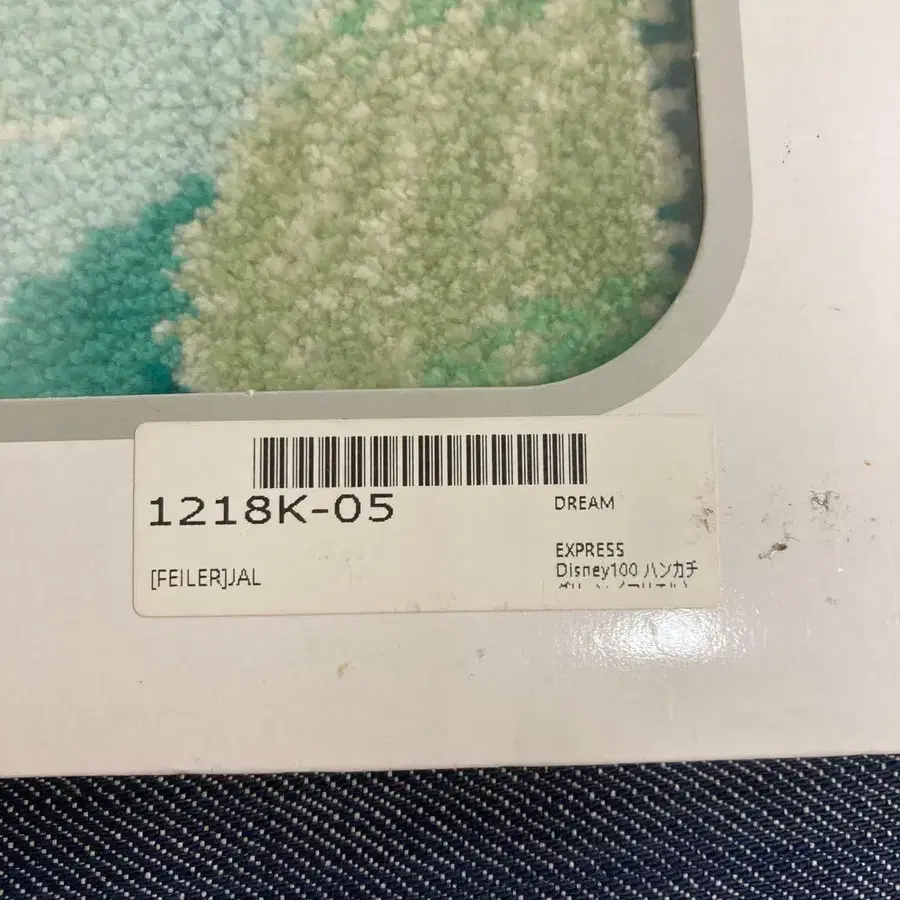 1218K-05
DREAM
EXPRESS
[FEILER]JAL
Disney100 ハンカチ